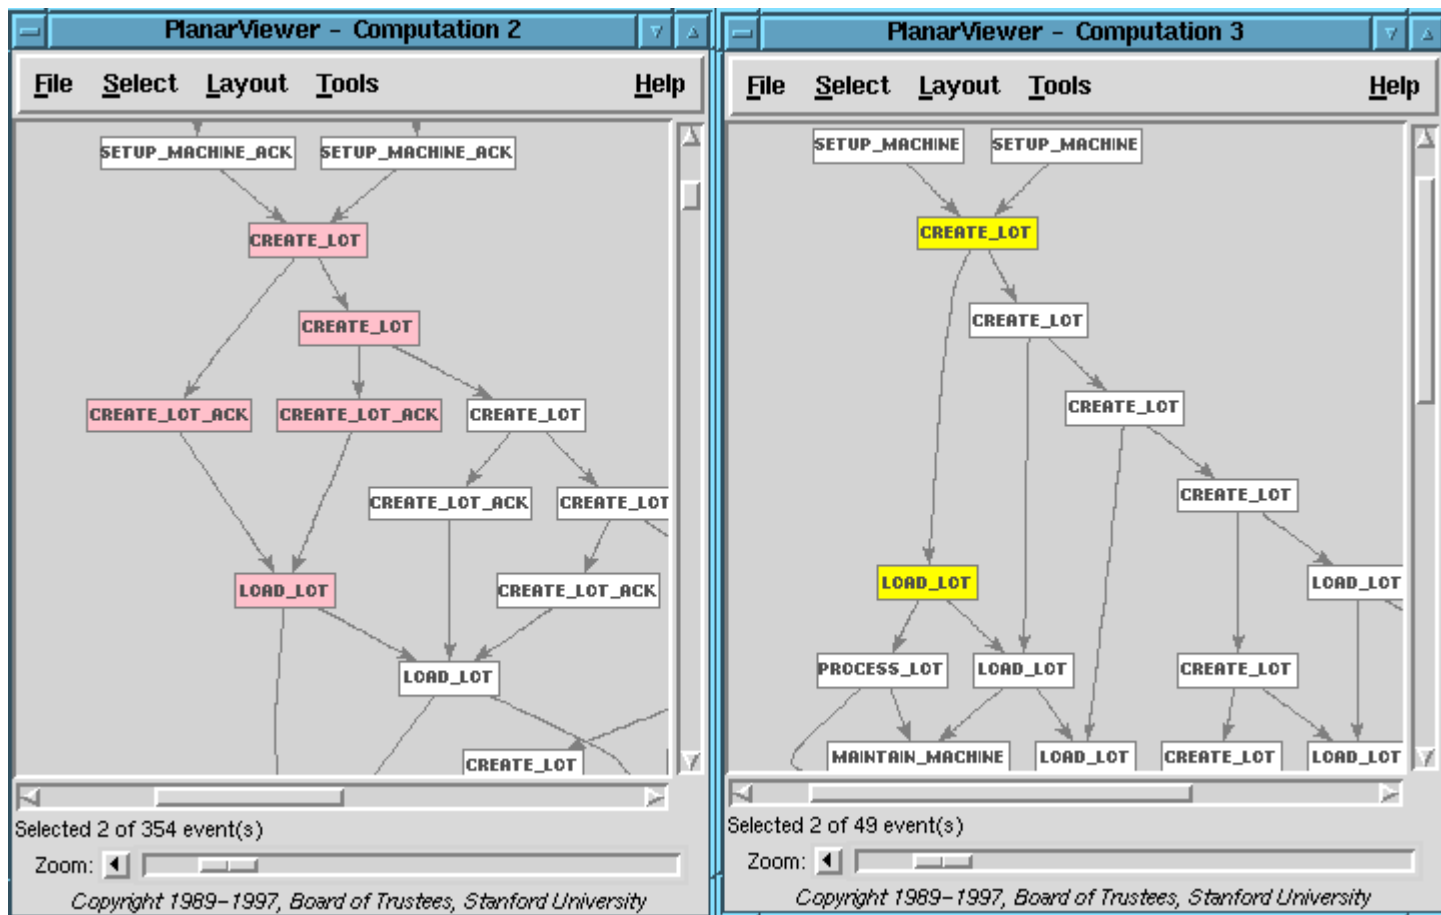 PlanarViewer - Computation 2
File Select Layout Tools Help
SETUP_MACHINE_ACK SETUP_MACHINE_ACK
CREATE_LOT
CREATE_LOT
CREATE_LOT_ACK CREATE_LOT_ACK CREATE_LOT
CREATE_LOT_ACK CREATE_LOT
LOAD_LOT CREATE_LOT_ACK
LOAD_LOT
CREATE_LOT
Selected 2 of 354 event(s)
Zoom:
Copyright 1989-1997, Board of Trustees, Stanford University
PlanarViewer - Computation 3
File Select Layout Tools Help
SETUP_MACHINE SETUP_MACHINE
CREATE_LOT
CREATE_LOT
CREATE_LOT
CREATE_LOT
LOAD_LOT LOAD_LOT
PROCESS_LOT LOAD_LOT CREATE_LOT
MAINTAIN_MACHINE LOAD_LOT CREATE_LOT LOAD_LOT
Selected 2 of 49 event(s)
Zoom:
Copyright 1989-1997, Board of Trustees, Stanford University